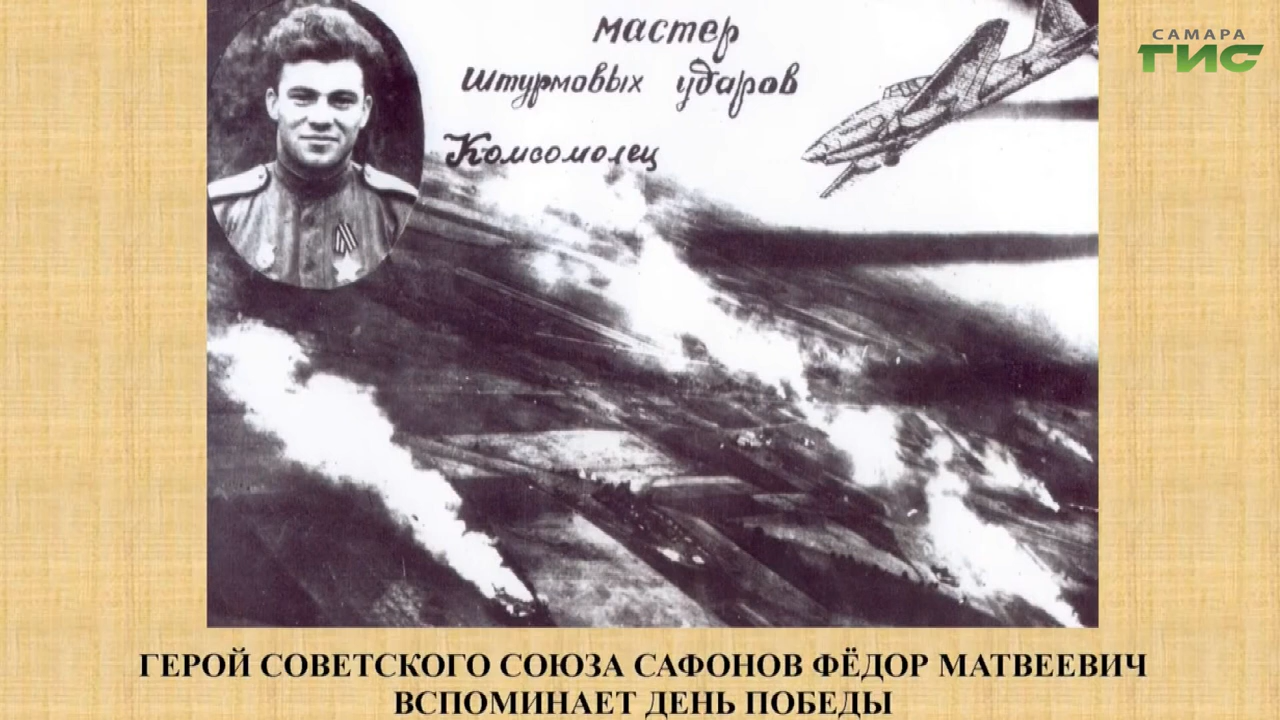 мастер
штурмовых ударов
Комсомолец
САМАРА
ГИС
ГЕРОЙ СОВЕТСКОГО СОЮЗА САФОНОВ ФЁДОР МАТВЕЕВИЧ
ВСПОМИНАЕТ ДЕНЬ ПОБЕДЫ